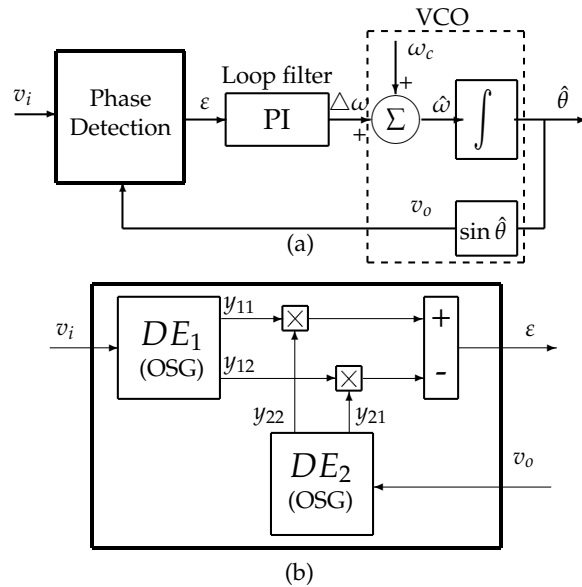 VCO
ω_c
Loop filter
v_i
Phase
Detection
ε
PI
△ω
+
+
Σ
ω̂
∫
θ̂
v_o
sin θ̂
(a)
v_i
DE_1
(OSG)
y_11
y_12
×
×
+
-
ε
y_22
y_21
DE_2
(OSG)
v_o
(b)